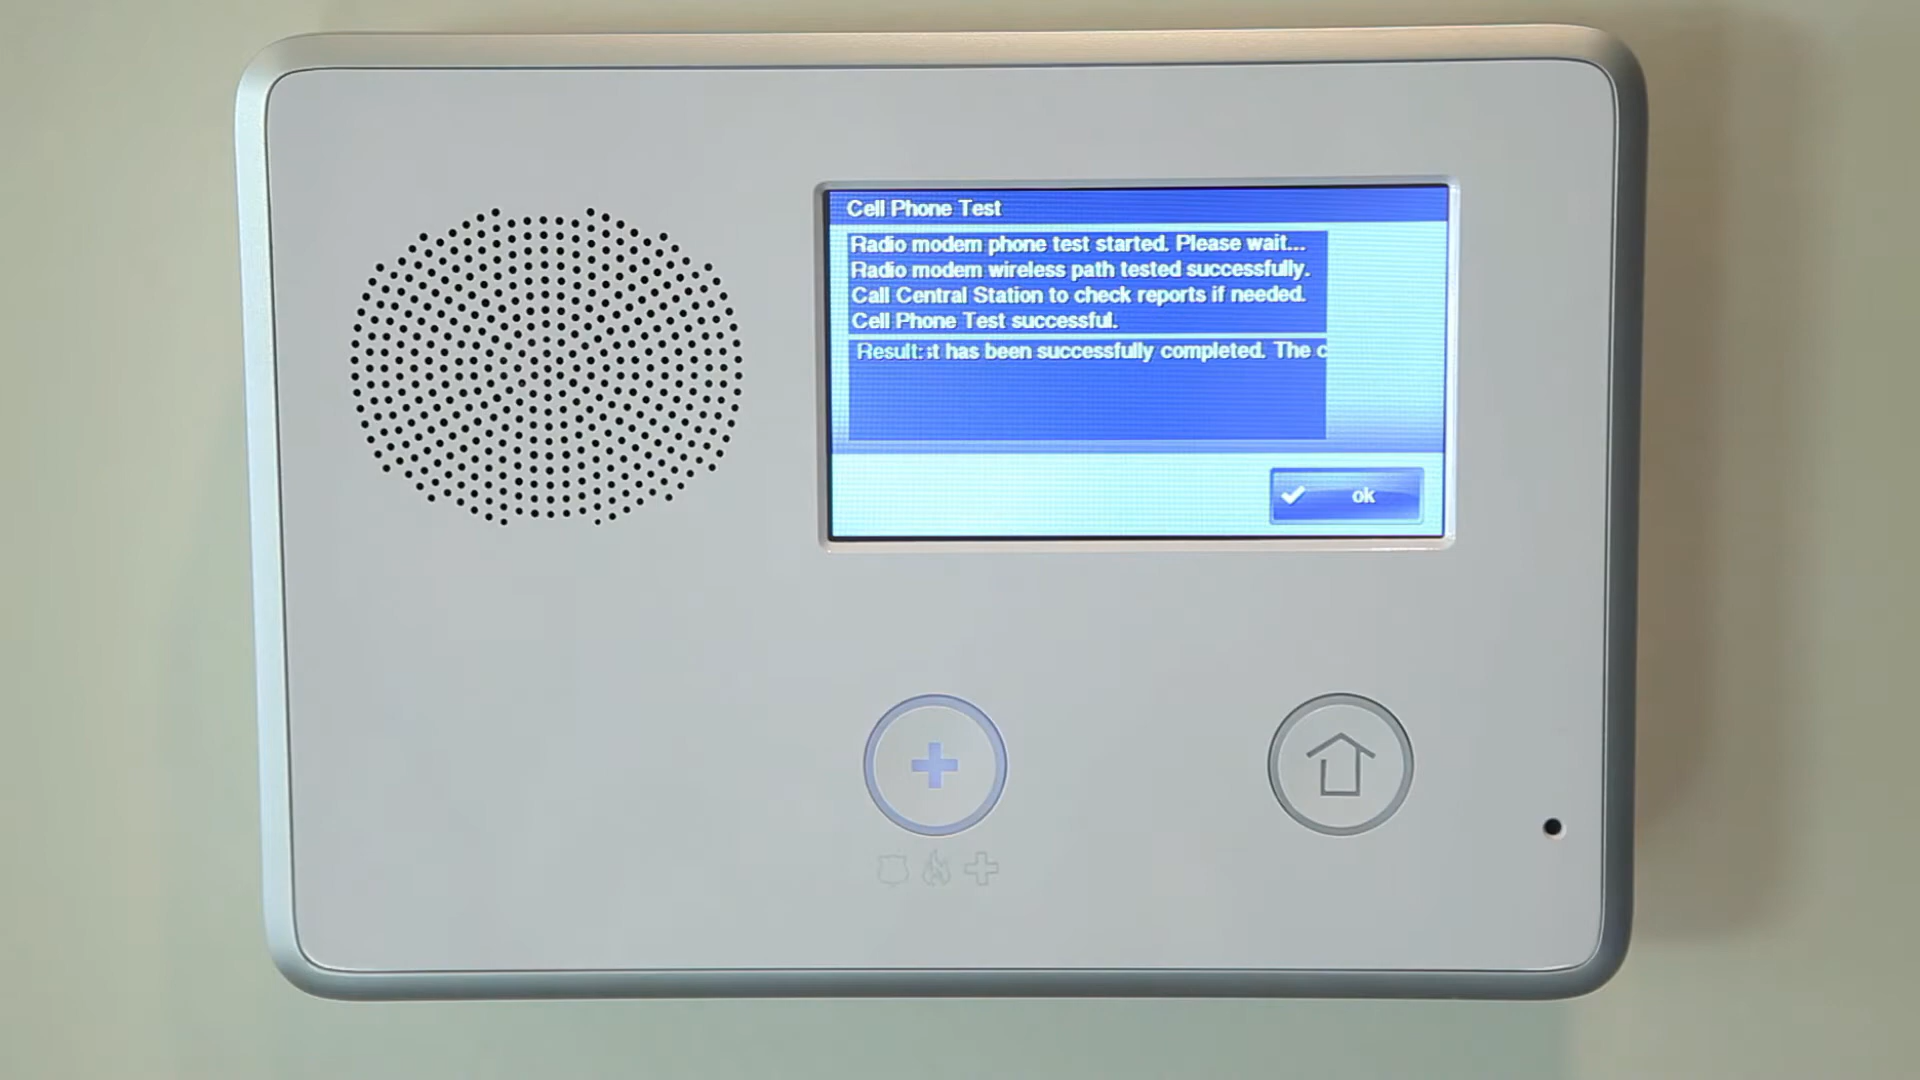 Cell Phone Test
Radio modem phone test started. Please wait...
Radio modem wireless path tested successfully.
Call Central Station to check reports if needed.
Cell Phone Test successful.
Result: st has been successfully completed. The c
ok